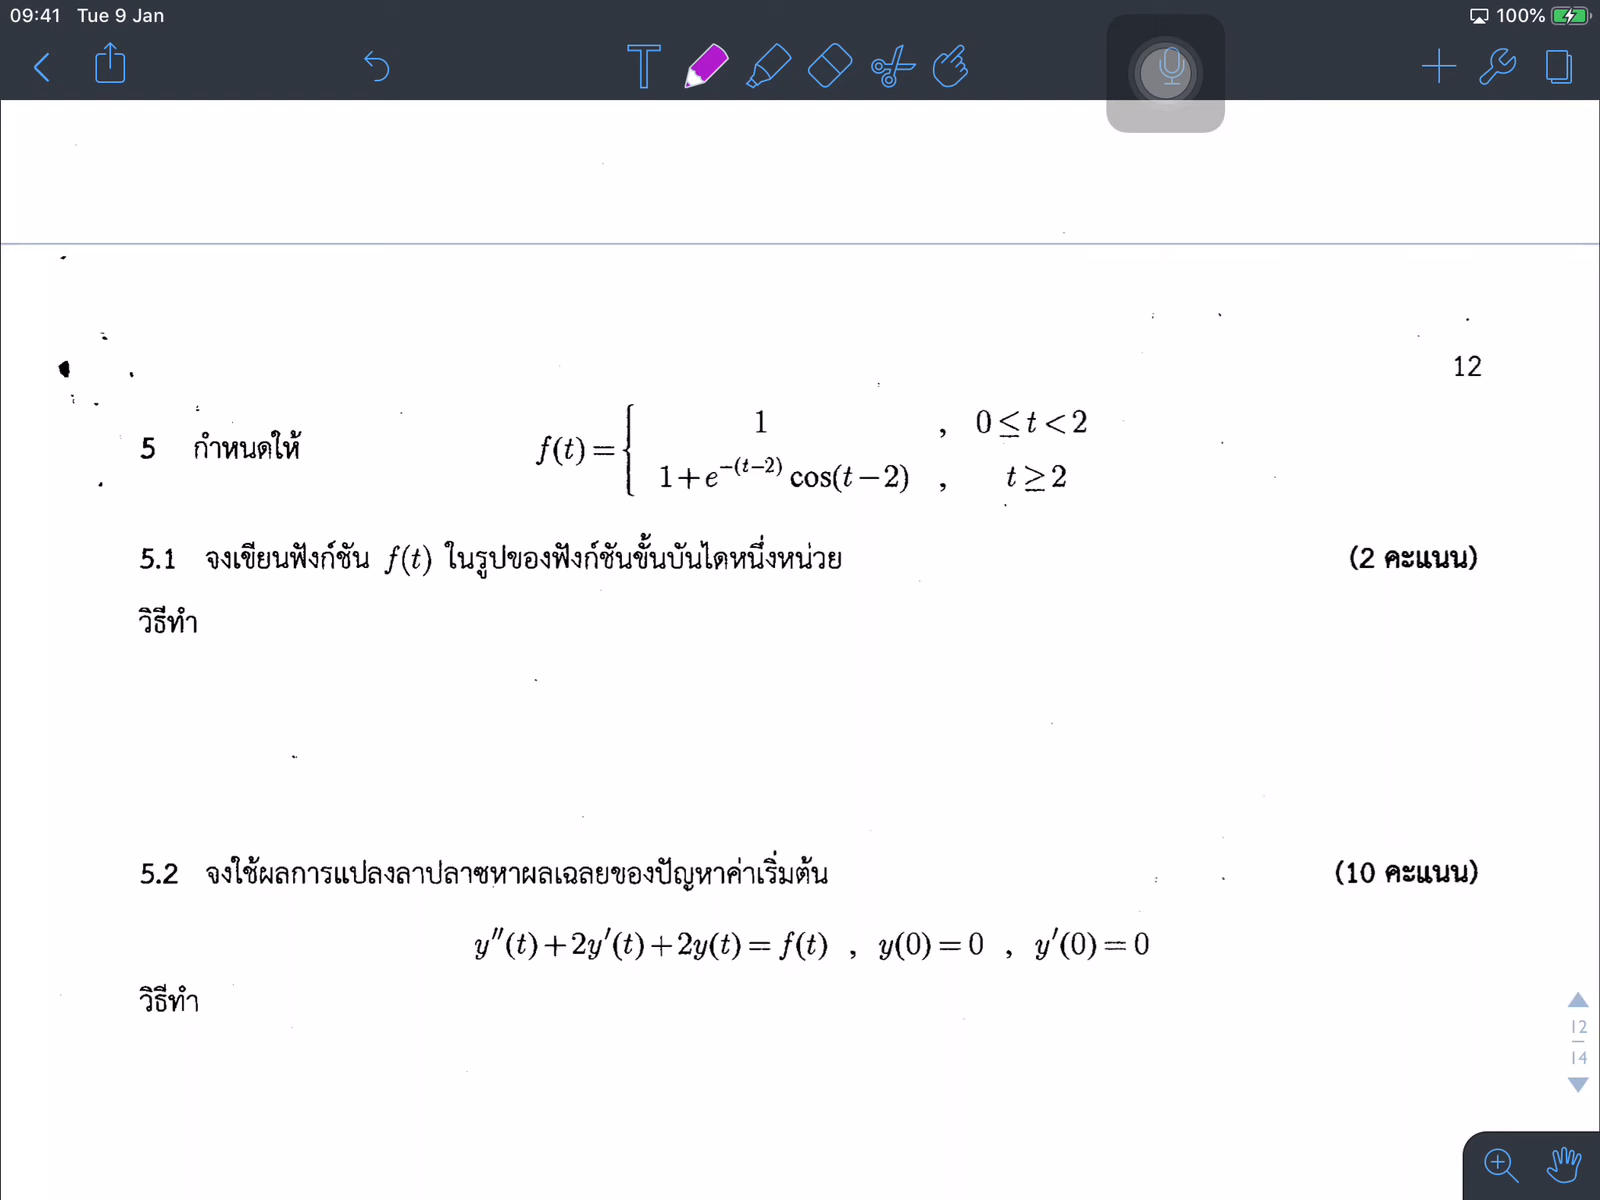 09:41 Tue 9 Jan 100%
12
5 กำหนดให้ f(t) = { 1 , 0 ≤ t < 2
1+e^{-(t-2)} cos(t-2) , t ≥ 2
5.1 จงเขียนฟังก์ชัน f(t) ในรูปของฟังก์ชันขั้นบันไดหนึ่งหน่วย (2 คะแนน)
วิธีทำ
5.2 จงใช้ผลการแปลงลาปลาซหาผลเฉลยของปัญหาค่าเริ่มต้น (10 คะแนน)
y″(t)+2y′(t)+2y(t) = f(t) , y(0) = 0 , y′(0) = 0
วิธีทำ
12
14